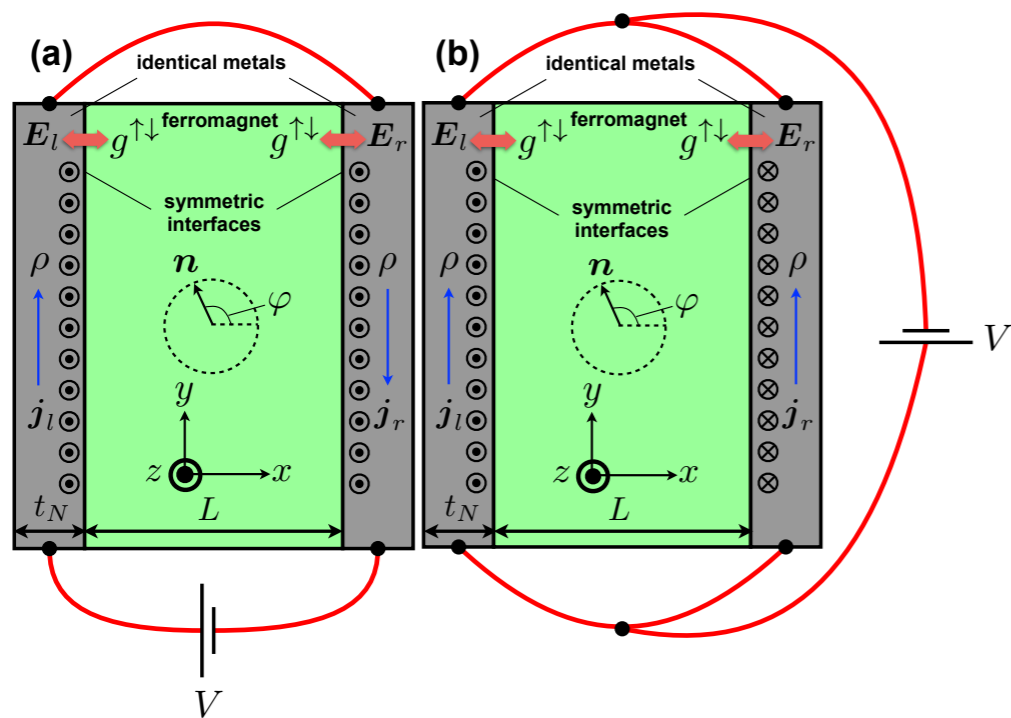 (a)
identical metals
E_l g^{↑↓} ferromagnet g^{↑↓} E_r
symmetric
interfaces
n
ρ φ ρ
j_l y j_r
z x
t_N L
V
(b)
identical metals
E_l g^{↑↓} ferromagnet g^{↑↓} E_r
symmetric
interfaces
n
ρ φ ρ
j_l y j_r
z x
t_N L
V